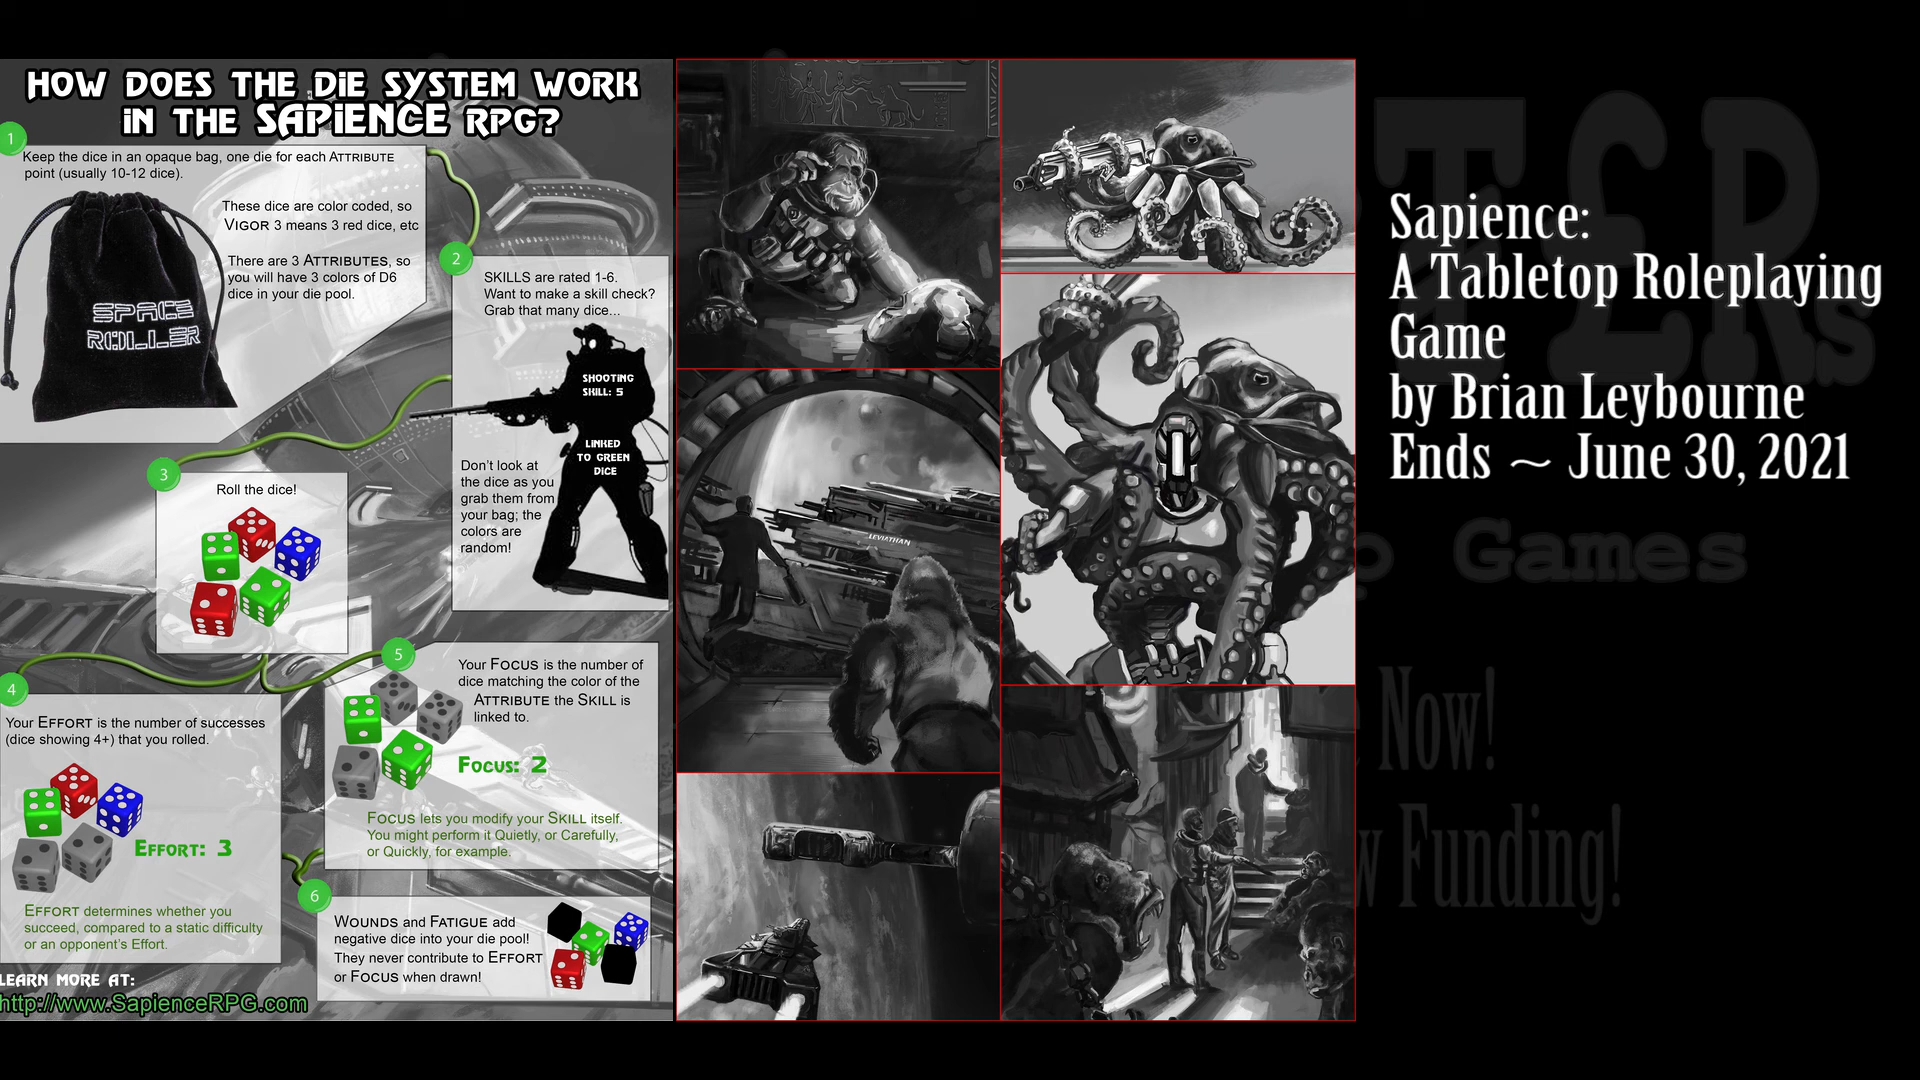 HOW DOES THE DIE SYSTEM WORK
IN THE SAPIENCE RPG?
1
Keep the dice in an opaque bag, one die for each ATTRIBUTE
point (usually 10-12 dice).
These dice are color coded, so
VIGOR 3 means 3 red dice, etc
There are 3 ATTRIBUTES, so
you will have 3 colors of D6
dice in your die pool.
SPACE
ROLLER
2
SKILLS are rated 1-6.
Want to make a skill check?
Grab that many dice...
SHOOTING
SKILL: 5
LINKED
TO GREEN
DICE
Don't look at
the dice as you
grab them from
your bag; the
colors are
random!
3
Roll the dice!
4
Your EFFORT is the number of successes
(dice showing 4+) that you rolled.
EFFORT: 3
EFFORT determines whether you
succeed, compared to a static difficulty
or an opponent's Effort.
5
Your FOCUS is the number of
dice matching the color of the
ATTRIBUTE the SKILL is
linked to.
FOCUS: 2
FOCUS lets you modify your SKILL itself.
You might perform it Quietly, or Carefully,
or Quickly, for example.
6
WOUNDS and FATIGUE add
negative dice into your die pool!
They never contribute to EFFORT
or FOCUS when drawn!
LEARN MORE AT:
http://www.SapienceRPG.com
LEVIATHAN
Sapience:
A Tabletop Roleplaying
Game
by Brian Leybourne
Ends ~ June 30, 2021
Games
Now!
Funding!